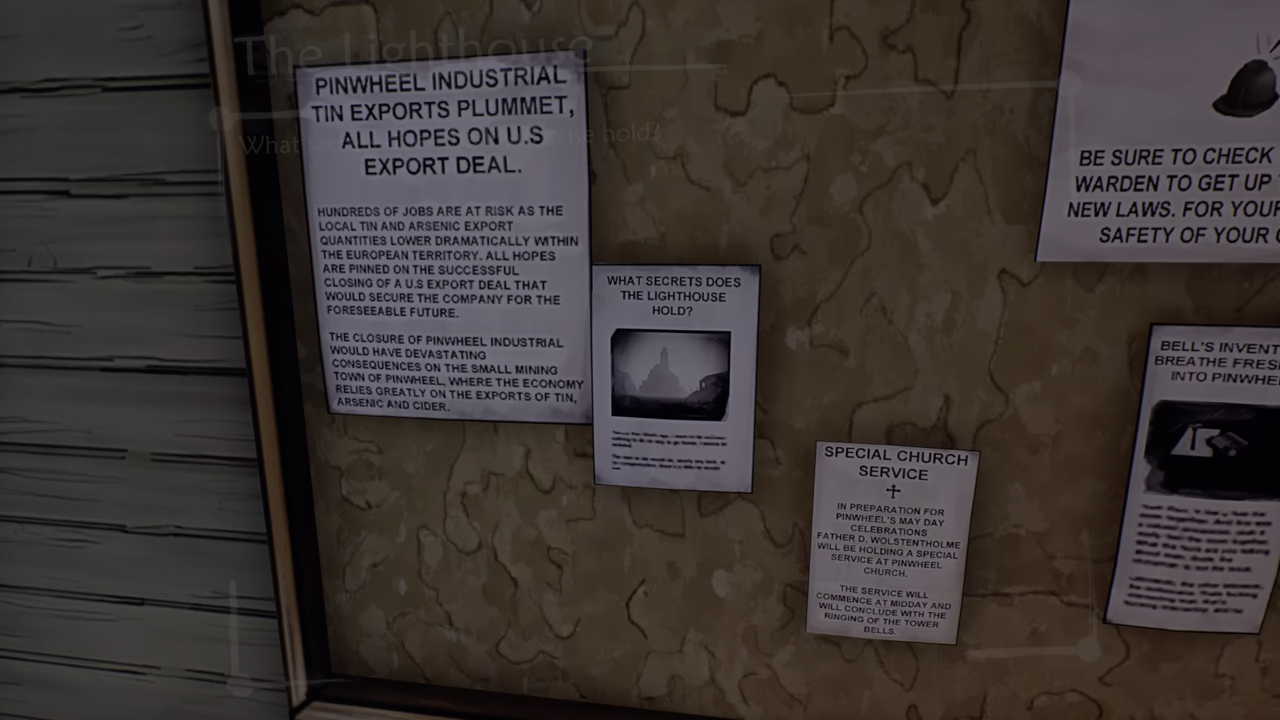 The Lighthouse
PINWHEEL INDUSTRIAL
TIN EXPORTS PLUMMET,
ALL HOPES ON U.S
EXPORT DEAL.
HUNDREDS OF JOBS ARE AT RISK AS THE
LOCAL TIN AND ARSENIC EXPORT
QUANTITIES LOWER DRAMATICALLY WITHIN
THE EUROPEAN TERRITORY. ALL HOPES
ARE PINNED ON THE SUCCESSFUL
CLOSING OF A U.S EXPORT DEAL THAT
WOULD SECURE THE COMPANY FOR THE
FORESEEABLE FUTURE.
THE CLOSURE OF PINWHEEL INDUSTRIAL
WOULD HAVE DEVASTATING
CONSEQUENCES ON THE SMALL MINING
TOWN OF PINWHEEL, WHERE THE ECONOMY
RELIES GREATLY ON THE EXPORTS OF TIN,
ARSENIC AND CIDER.
What hold?
WHAT SECRETS DOES
THE LIGHTHOUSE
HOLD?
SPECIAL CHURCH
SERVICE
IN PREPARATION FOR
PINWHEEL'S MAY DAY
CELEBRATIONS
FATHER D. WOLSTENTHOLME
WILL BE HOLDING A SPECIAL
SERVICE AT PINWHEEL
CHURCH.
THE SERVICE WILL
COMMENCE AT MIDDAY AND
WILL CONCLUDE WITH THE
RINGING OF THE TOWER
BELLS.
BE SURE TO CHECK
WARDEN TO GET UP
NEW LAWS. FOR YOUR
SAFETY OF YOUR
BELL'S INVENT
BREATHE FRES
INTO PINWHE